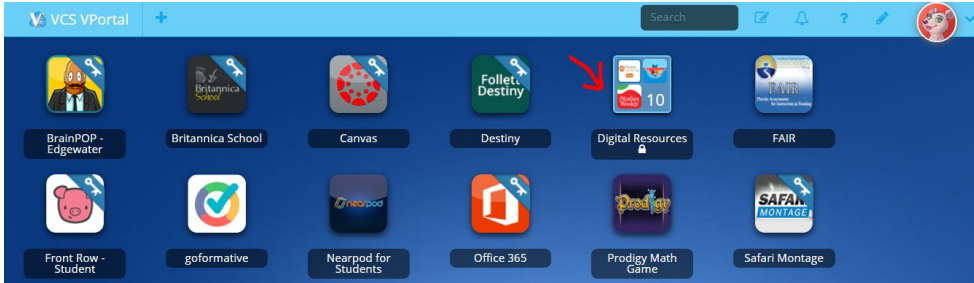 VCS VPortal
Search
Britannica
School
Follett
Destiny
Studies
Weekly
10
FAIR
BrainPOP -
Edgewater
Britannica School
Canvas
Destiny
Digital Resources
FAIR
nearpod
Prodigy
SAFARI
MONTAGE
Front Row -
Student
goformative
Nearpod for
Students
Office 365
Prodigy Math
Game
Safari Montage